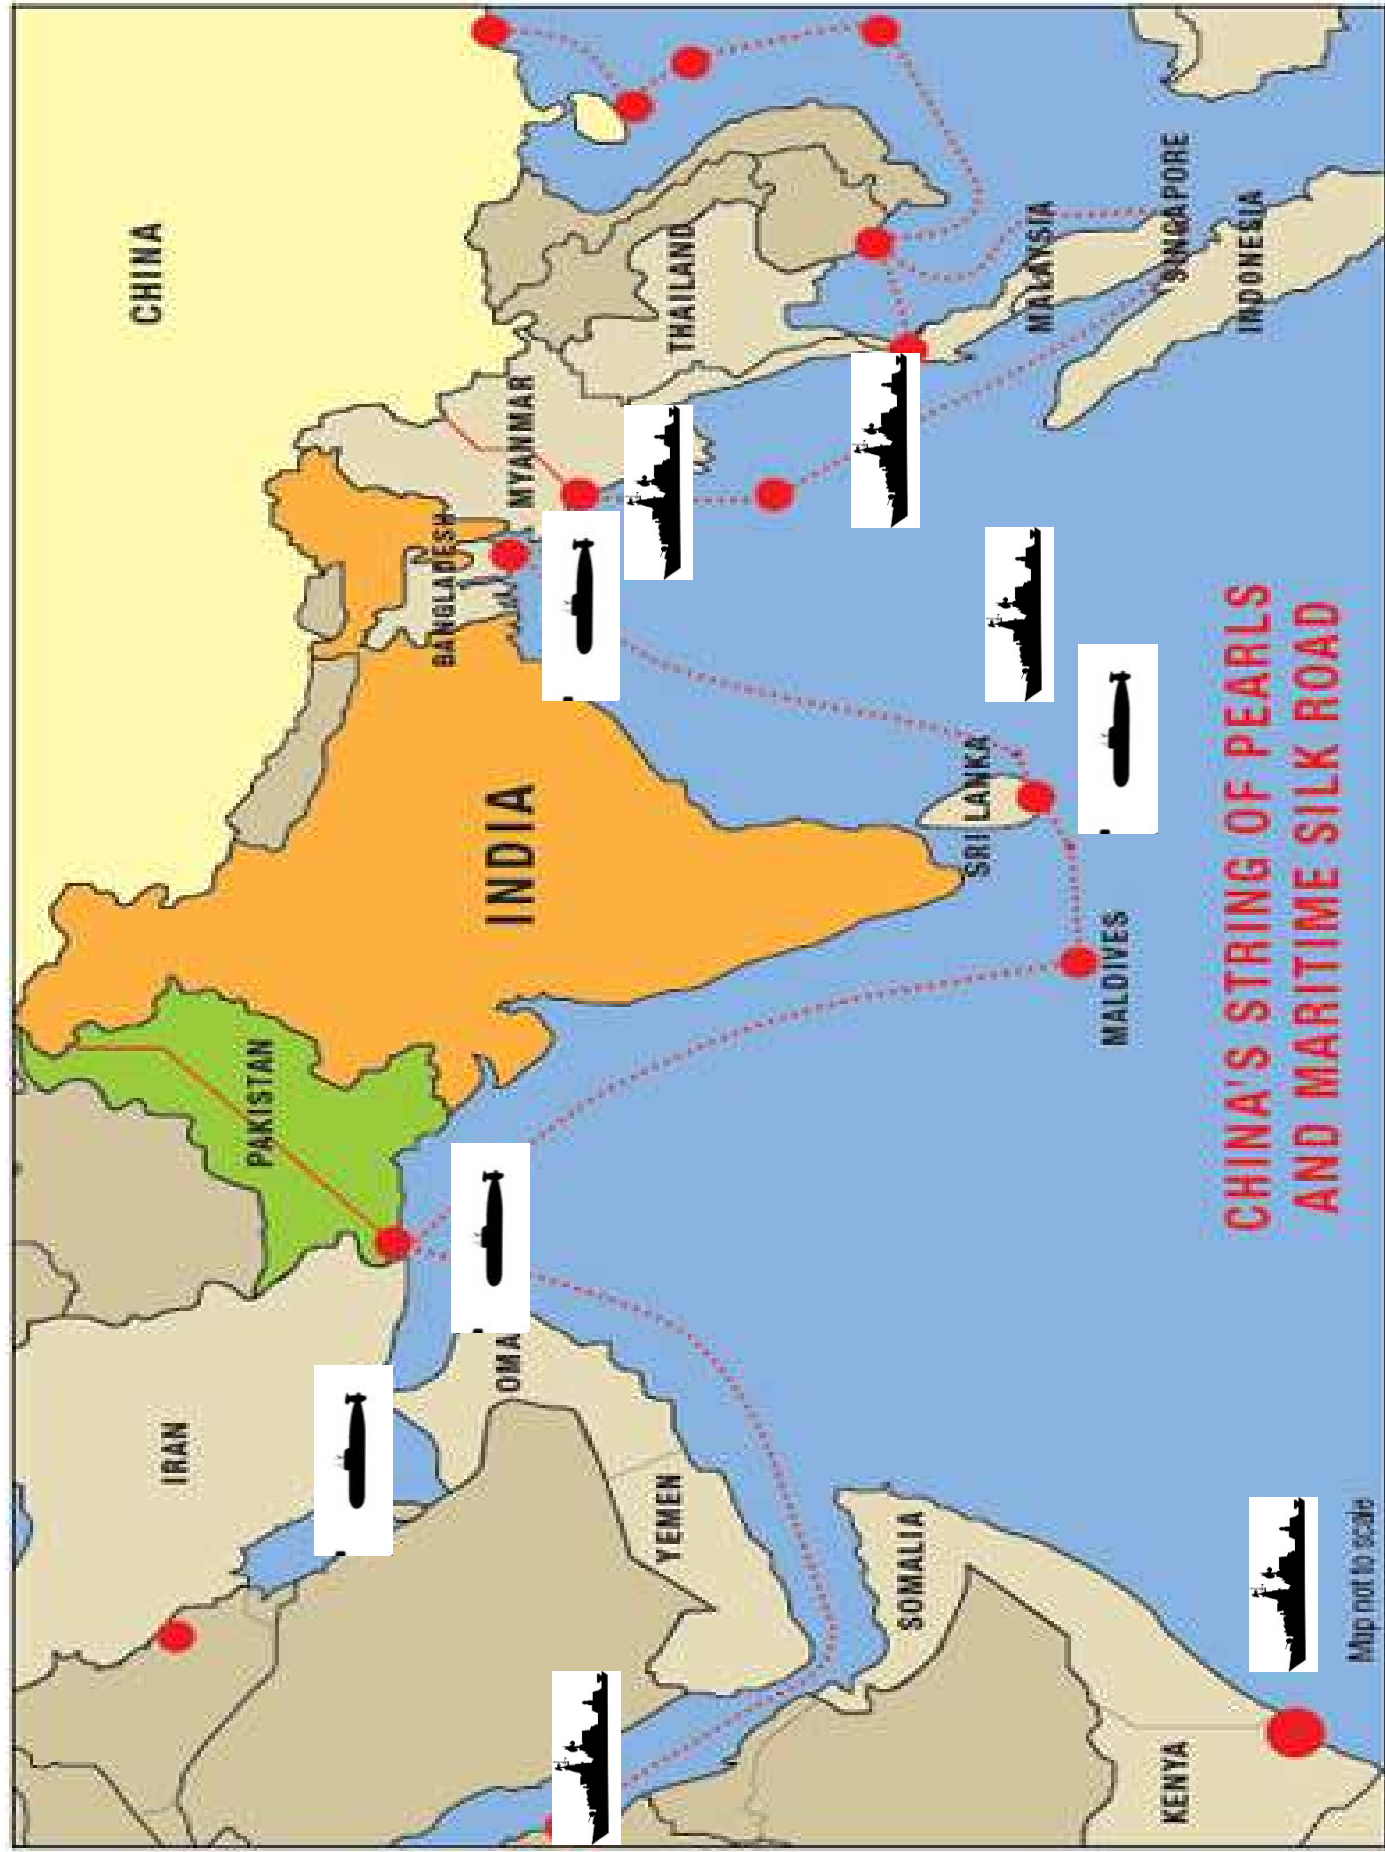 CHINA
INDIA
PAKISTAN
IRAN
OMA
YEMEN
SOMALIA
KENYA
BANGLADESH
MYANMAR
THAILAND
MALAYSIA
SINGAPORE
INDONESIA
SRI LANKA
MALDIVES
CHINA'S STRING OF PEARLS
AND MARITIME SILK ROAD
Map not to scale